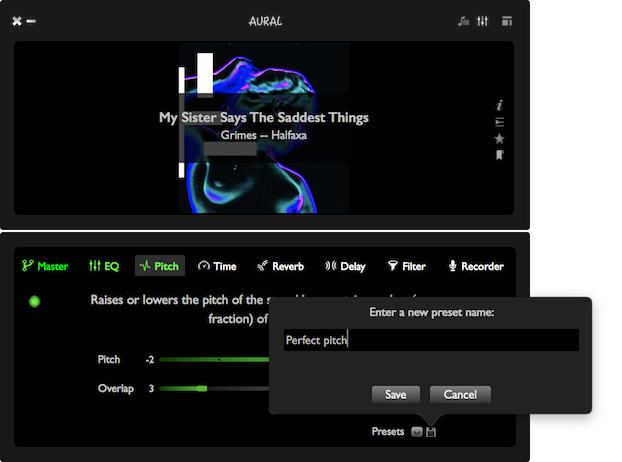 AURAL
My Sister Says The Saddest Things
Grimes -- Halfaxa
Master EQ Pitch Time Reverb Delay Filter Recorder
Raises or lowers the pitch of the
fraction) of
Enter a new preset name:
Perfect pitch
Pitch -2
Overlap 3
Save Cancel
Presets